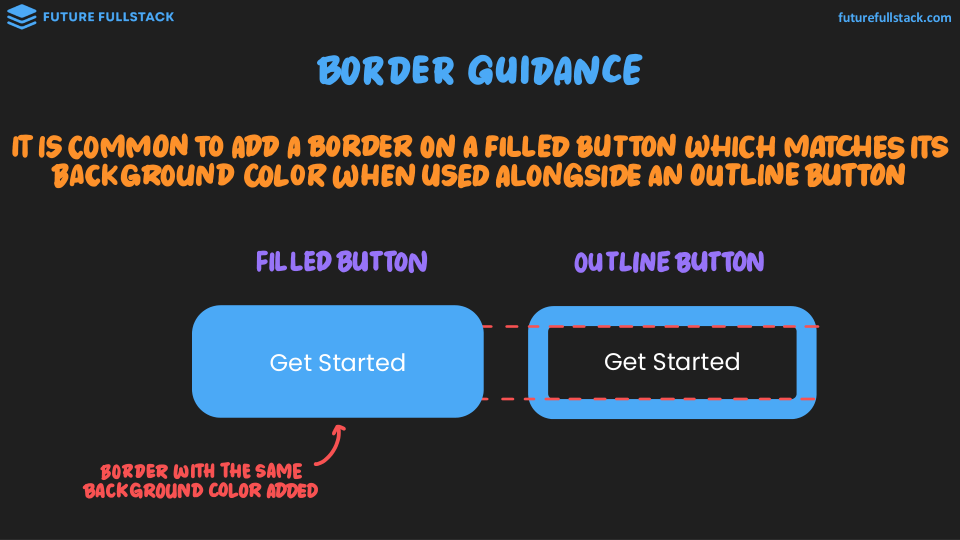 FUTURE FULLSTACK
futurefullstack.com
BORDER GUIDANCE
IT IS COMMON TO ADD A BORDER ON A FILLED BUTTON WHICH MATCHES ITS
BACKGROUND COLOR WHEN USED ALONGSIDE AN OUTLINE BUTTON
FILLED BUTTON
OUTLINE BUTTON
Get Started
Get Started
BORDER WITH THE SAME
BACKGROUND COLOR ADDED